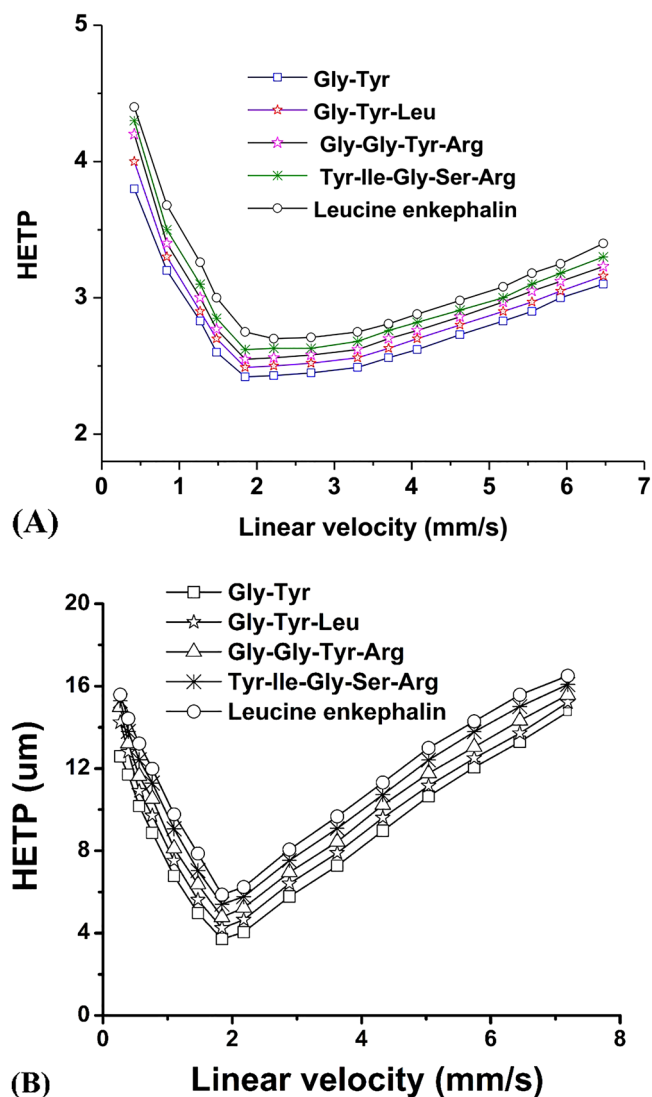 5
4
3
2
HETP
Gly-Tyr
Gly-Tyr-Leu
Gly-Gly-Tyr-Arg
Tyr-Ile-Gly-Ser-Arg
Leucine enkephalin
0 1 2 3 4 5 6 7
Linear velocity (mm/s)
(A)
20
16
12
8
4
0
HETP (um)
Gly-Tyr
Gly-Tyr-Leu
Gly-Gly-Tyr-Arg
Tyr-Ile-Gly-Ser-Arg
Leucine enkephalin
0 2 4 6 8
Linear velocity (mm/s)
(B)